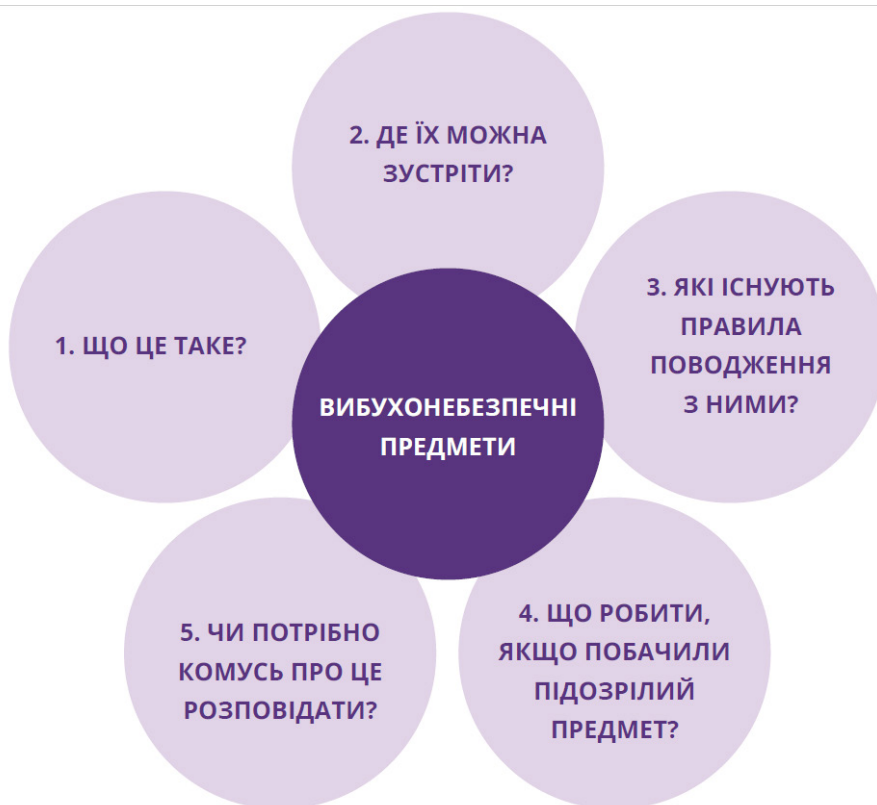 2. ДЕ ЇХ МОЖНА
ЗУСТРІТИ?
1. ЩО ЦЕ ТАКЕ?
3. ЯКІ ІСНУЮТЬ
ПРАВИЛА
ПОВОДЖЕННЯ
З НИМИ?
ВИБУХОНЕБЕЗПЕЧНІ
ПРЕДМЕТИ
5. ЧИ ПОТРІБНО
КОМУСЬ ПРО ЦЕ
РОЗПОВІДАТИ?
4. ЩО РОБИТИ,
ЯКЩО ПОБАЧИЛИ
ПІДОЗРІЛИЙ
ПРЕДМЕТ?